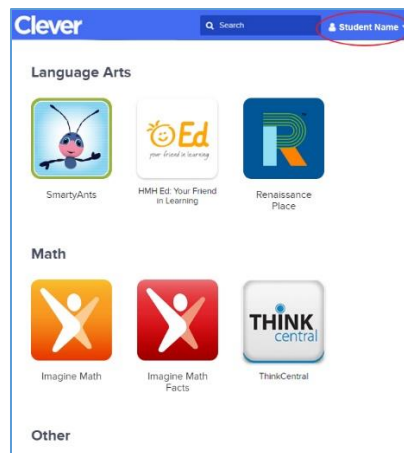 Clever
Search
Student Name
Language Arts
SmartyAnts
Ed
your friend in learning
HMH Ed: Your Friend
in Learning
R
Renaissance
Place
Math
Imagine Math
Imagine Math
Facts
THINK
central
ThinkCentral
Other